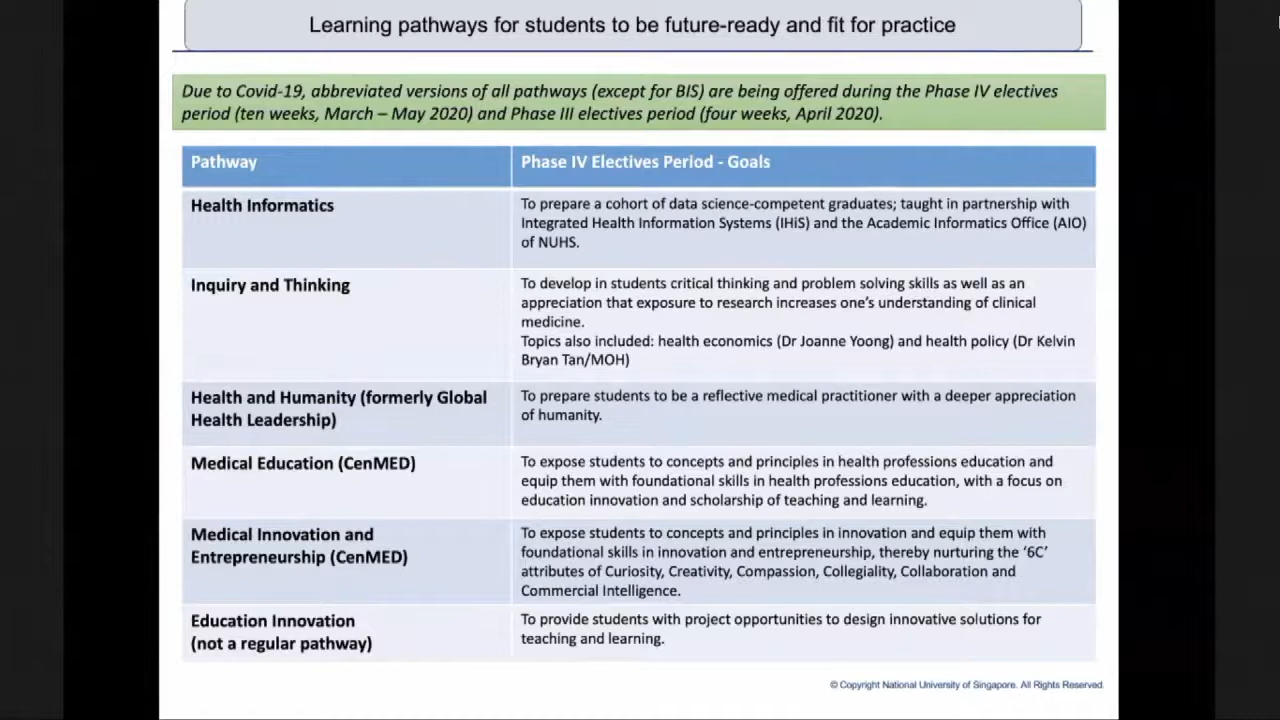 Learning pathways for students to be future-ready and fit for practice
Due to Covid-19, abbreviated versions of all pathways (except for BIS) are being offered during the Phase IV electives
period (ten weeks, March – May 2020) and Phase III electives period (four weeks, April 2020).
Pathway
Phase IV Electives Period - Goals
Health Informatics
To prepare a cohort of data science-competent graduates; taught in partnership with
Integrated Health Information Systems (IHiS) and the Academic Informatics Office (AIO)
of NUHS.
Inquiry and Thinking
To develop in students critical thinking and problem solving skills as well as an
appreciation that exposure to research increases one's understanding of clinical
medicine.
Topics also included: health economics (Dr Joanne Yoong) and health policy (Dr Kelvin
Bryan Tan/MOH)
Health and Humanity (formerly Global
Health Leadership)
To prepare students to be a reflective medical practitioner with a deeper appreciation
of humanity.
Medical Education (CenMED)
To expose students to concepts and principles in health professions education and
equip them with foundational skills in health professions education, with a focus on
education innovation and scholarship of teaching and learning.
Medical Innovation and
Entrepreneurship (CenMED)
To expose students to concepts and principles in innovation and equip them with
foundational skills in innovation and entrepreneurship, thereby nurturing the '6C'
attributes of Curiosity, Creativity, Compassion, Collegiality, Collaboration and
Commercial Intelligence.
Education Innovation
(not a regular pathway)
To provide students with project opportunities to design innovative solutions for
teaching and learning.
© Copyright National University of Singapore. All Rights Reserved.